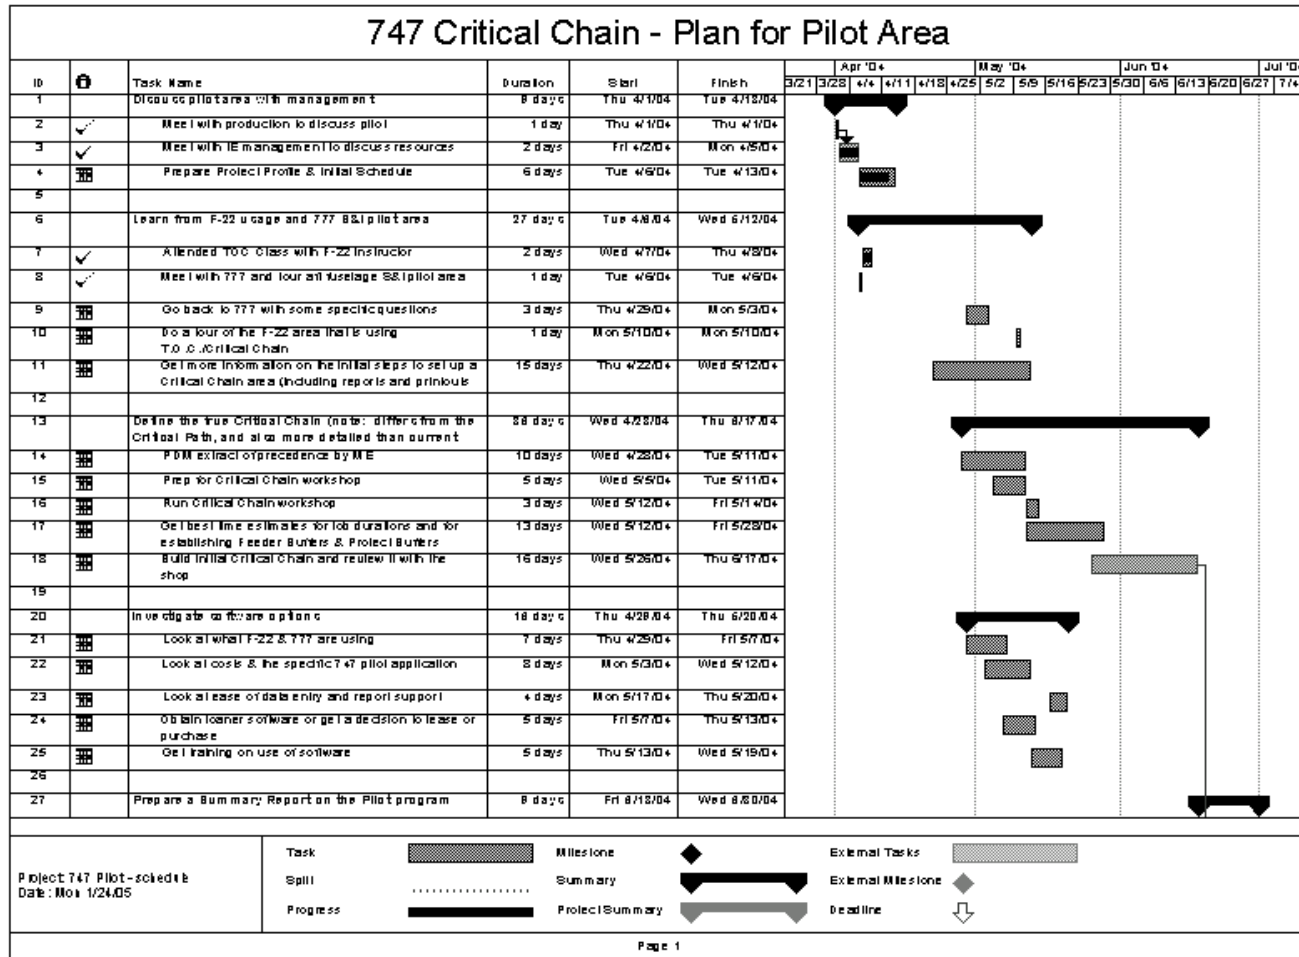 747 Critical Chain - Plan for Pilot Area
ID Task Name Duration Start Finish
Apr '04 May '04 Jun '04 Jul '0
3/21 3/28 4/4 4/11 4/18 4/25 5/2 5/9 5/16 5/23 5/30 6/6 6/13 6/20 6/27 7/4
1 Discuss pilot area with management 9 days Thu 4/1/04 Tue 4/13/04
2 Meet with production to discuss pilot 1 day Thu 4/1/04 Thu 4/1/04
3 Meet with IE management to discuss resources 2 days Fri 4/2/04 Mon 4/5/04
4 Prepare Project Profile & Initial Schedule 6 days Tue 4/6/04 Tue 4/13/04
5
6 Learn from F-22 usage and 777 S&I pilot area 27 days Tue 4/6/04 Wed 5/12/04
7 Attended TOC Class with F-22 Instructor 2 days Wed 4/7/04 Thu 4/8/04
8 Meet with 777 and tour aft fuselage S&I pilot area 1 day Tue 4/6/04 Tue 4/6/04
9 Go back to 777 with some specific questions 3 days Thu 4/29/04 Mon 5/3/04
10 Do a tour of the F-22 area that is using 1 day Mon 5/10/04 Mon 5/10/04
T.O.C./Critical Chain
11 Get more information on the initial steps to set up a 15 days Thu 4/22/04 Wed 5/12/04
Critical Chain area (including reports and printouts
12
13 Define the true Critical Chain (note: differs from the 36 days Wed 4/28/04 Thu 6/17/04
Critical Path, and also more detailed than current
14 PDM extract of precedence by ME 10 days Wed 4/28/04 Tue 5/11/04
15 Prep for Critical Chain workshop 5 days Wed 5/5/04 Tue 5/11/04
16 Run Critical Chain workshop 3 days Wed 5/12/04 Fri 5/14/04
17 Get best time estimates for job durations and for 13 days Wed 5/12/04 Fri 5/28/04
establishing Feeder Buffers & Project Buffers
18 Build initial Critical Chain and review it with the 16 days Wed 5/26/04 Thu 6/17/04
shop
19
20 Investigate software options 16 days Thu 4/29/04 Thu 5/20/04
21 Look at what F-22 & 777 are using 7 days Thu 4/29/04 Fri 5/7/04
22 Look at costs & the specific 747 pilot application 8 days Mon 5/3/04 Wed 5/12/04
23 Look at ease of data entry and report support 4 days Mon 5/17/04 Thu 5/20/04
24 Obtain loaner software or get a decision to lease or 5 days Fri 5/7/04 Thu 5/13/04
purchase
25 Get training on use of software 5 days Thu 5/13/04 Wed 5/19/04
26
27 Prepare a Summary Report on the Pilot program 9 days Fri 6/18/04 Wed 6/30/04
Project: 747 Pilot-schedule
Date: Mon 1/24/05
Task Milestone External Tasks
Split Summary External Milestone
Progress Project Summary Deadline
Page 1